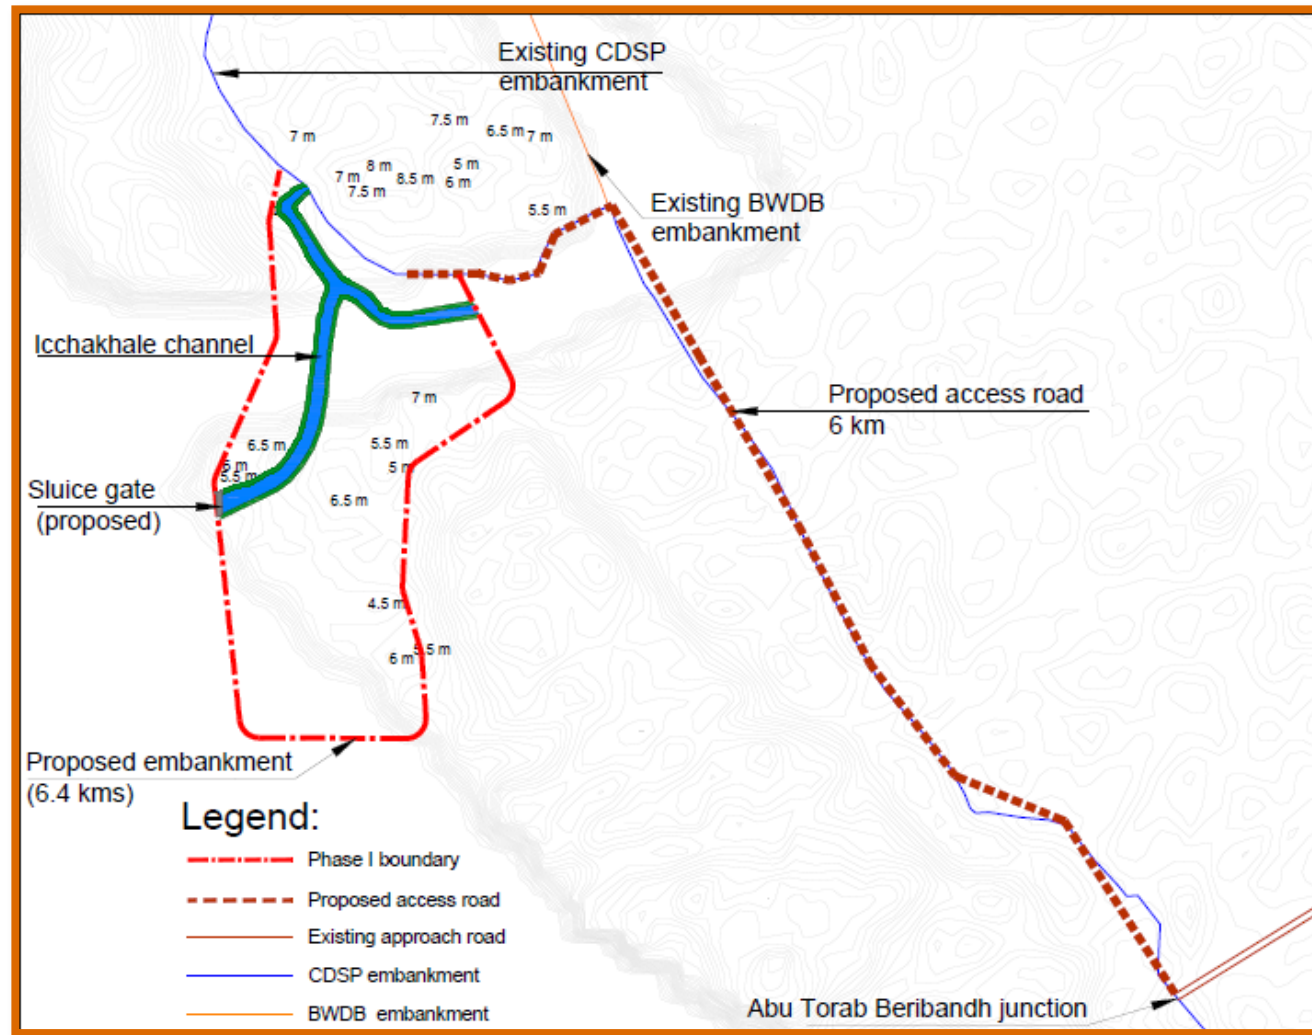 Existing CDSP
embankment
7.5 m
6.5 m
7 m
7 m
8 m
5 m
7 m
8.5 m
6 m
7.5 m
5.5 m
Existing BWDB
embankment
Icchakhale channel
Proposed access road
6 km
7 m
6.5 m
5.5 m
6 m
5 m
5.5 m
Sluice gate
(proposed)
6.5 m
4.5 m
5.5 m
6 m
Proposed embankment
(6.4 kms)
Legend:
Phase I boundary
Proposed access road
Existing approach road
CDSP embankment
BWDB embankment
Abu Torab Beribandh junction